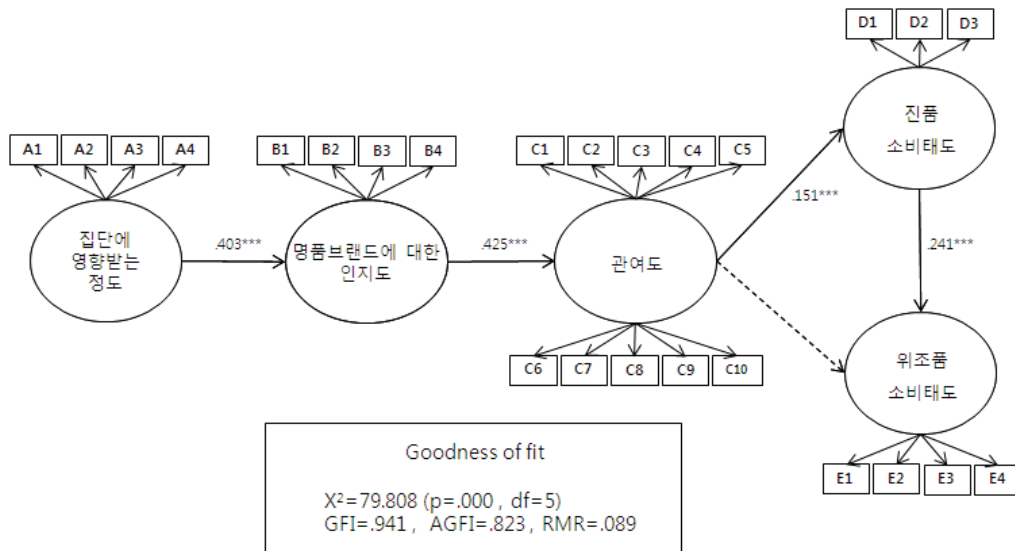 D1 D2 D3
진품
소비태도
A1 A2 A3 A4
B1 B2 B3 B4
C1 C2 C3 C4 C5
집단에
영향받는
정도
.403***
명품브랜드에 대한
인지도
.425***
관여도
.151***
.241***
C6 C7 C8 C9 C10
위조품
소비태도
E1 E2 E3 E4
Goodness of fit
X²=79.808 (p=.000 , df=5)
GFI=.941 , AGFI=.823, RMR=.089